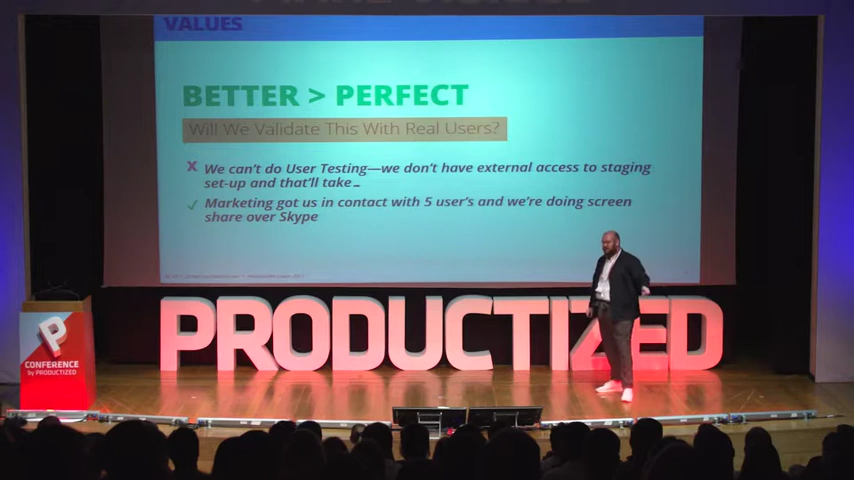 VALUES
BETTER > PERFECT
Will We Validate This With Real Users?
X We can't do User Testing—we don't have external access to staging
set-up and that'll take...
✓ Marketing got us in contact with 5 user's and we're doing screen
share over Skype
PRODUCTIZED
P
CONFERENCE
by PRODUCTIZED